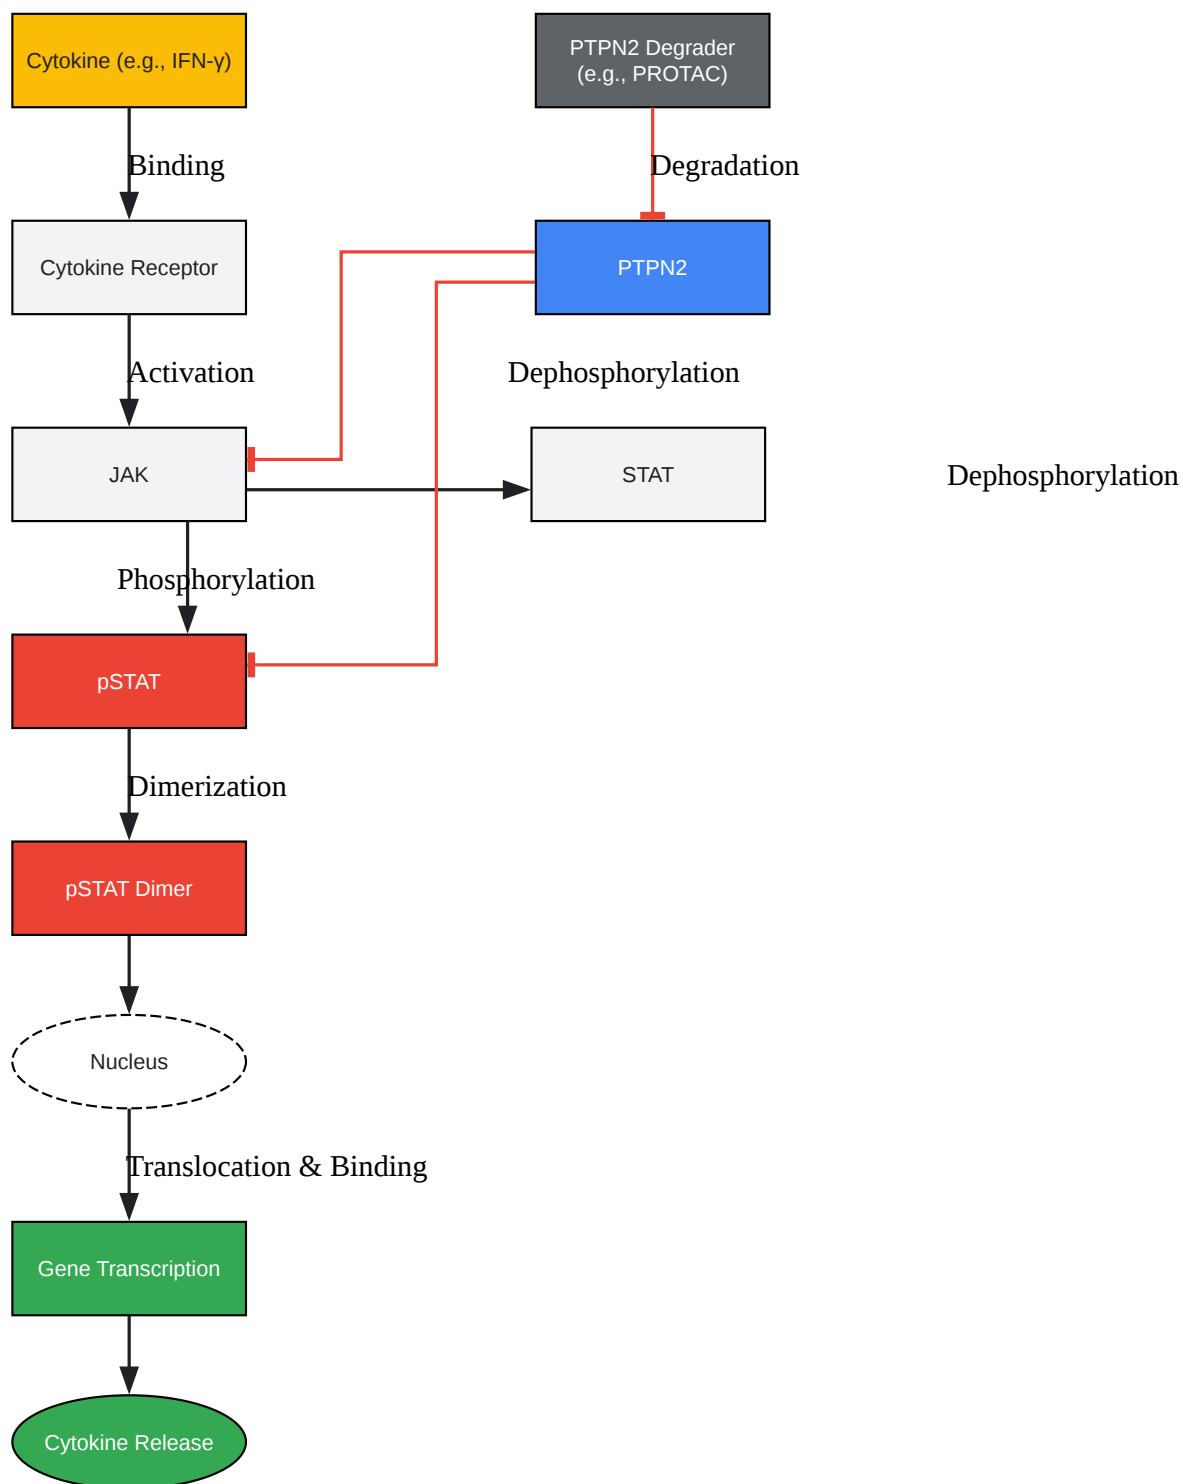 Cytokine (e.g., IFN-γ)
PTPN2 Degrader
(e.g., PROTAC)
Binding
Degradation
Cytokine Receptor
PTPN2
Activation
Dephosphorylation
JAK
STAT
Dephosphorylation
Phosphorylation
pSTAT
Dimerization
pSTAT Dimer
Nucleus
Translocation & Binding
Gene Transcription
Cytokine Release